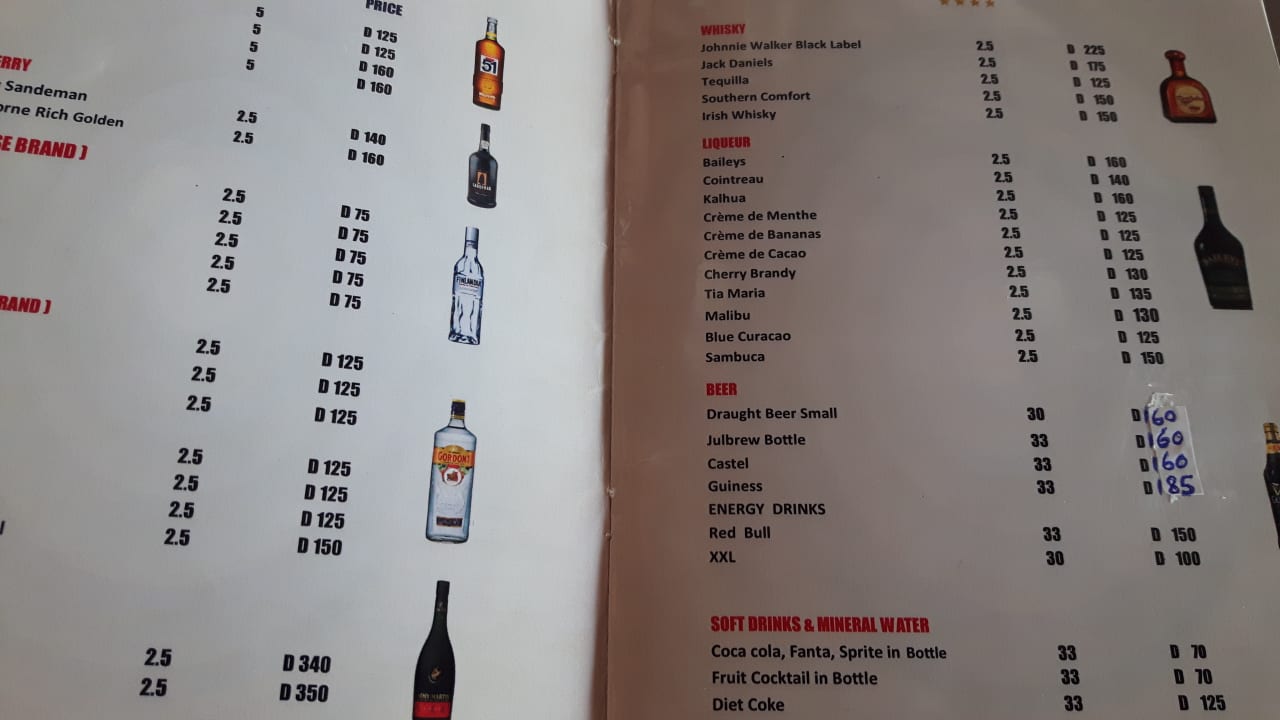 PRICE
5 D 125
5 D 125
5 D 160
5 D 160
Sandeman 2.5 D 140
orne Rich Golden 2.5 D 160
SE BRAND )
2.5 D 75
2.5 D 75
2.5 D 75
2.5 D 75
2.5 D 75
RAND )
2.5 D 125
2.5 D 125
2.5 D 125
2.5 D 125
2.5 D 125
2.5 D 125
2.5 D 150
2.5 D 340
2.5 D 350
51
FINLANDIA
GORDON'S
WHISKY
Johnnie Walker Black Label 2.5 D 225
Jack Daniels 2.5 D 175
Tequilla 2.5 D 125
Southern Comfort 2.5 D 150
Irish Whisky 2.5 D 150
LIQUEUR
Baileys 2.5 D 160
Cointreau 2.5 D 140
Kalhua 2.5 D 160
Crème de Menthe 2.5 D 125
Crème de Bananas 2.5 D 125
Crème de Cacao 2.5 D 125
Cherry Brandy 2.5 D 130
Tia Maria 2.5 D 135
Malibu 2.5 D 130
Blue Curacao 2.5 D 125
Sambuca 2.5 D 150
BAILEYS
BEER
Draught Beer Small 30 D 160
Julbrew Bottle 33 D 160
Castel 33 D 160
Guiness 33 D 185
ENERGY DRINKS
Red Bull 33 D 150
XXL 30 D 100
SOFT DRINKS & MINERAL WATER
Coca cola, Fanta, Sprite in Bottle 33 D 70
Fruit Cocktail in Bottle 33 D 70
Diet Coke 33 D 125